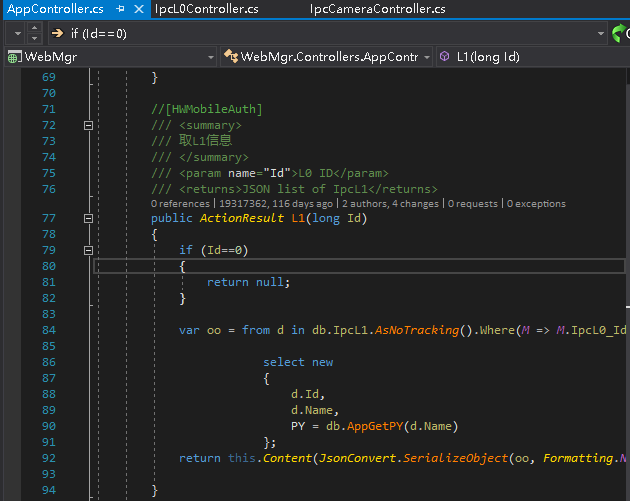 AppController.cs IpcL0Controller.cs IpcCameraController.cs
if (Id==0)
WebMgr WebMgr.Controllers.AppContr L1(long Id)
69 }
70
71 //[HWMobileAuth]
72 /// <summary>
73 /// 取L1信息
74 /// </summary>
75 /// <param name="Id">L0 ID</param>
76 /// <returns>JSON list of IpcL1</returns>
0 references | 19317362, 116 days ago | 2 authors, 4 changes | 0 requests | 0 exceptions
77 public ActionResult L1(long Id)
78 {
79 if (Id==0)
80 {
81 return null;
82 }
83
84 var oo = from d in db.IpcL1.AsNoTracking().Where(M => M.IpcL0_Id
85
86 select new
87 {
88 d.Id,
89 d.Name,
90 PY = db.AppGetPY(d.Name)
91 };
92 return this.Content(JsonConvert.SerializeObject(oo, Formatting.N
93
94 }